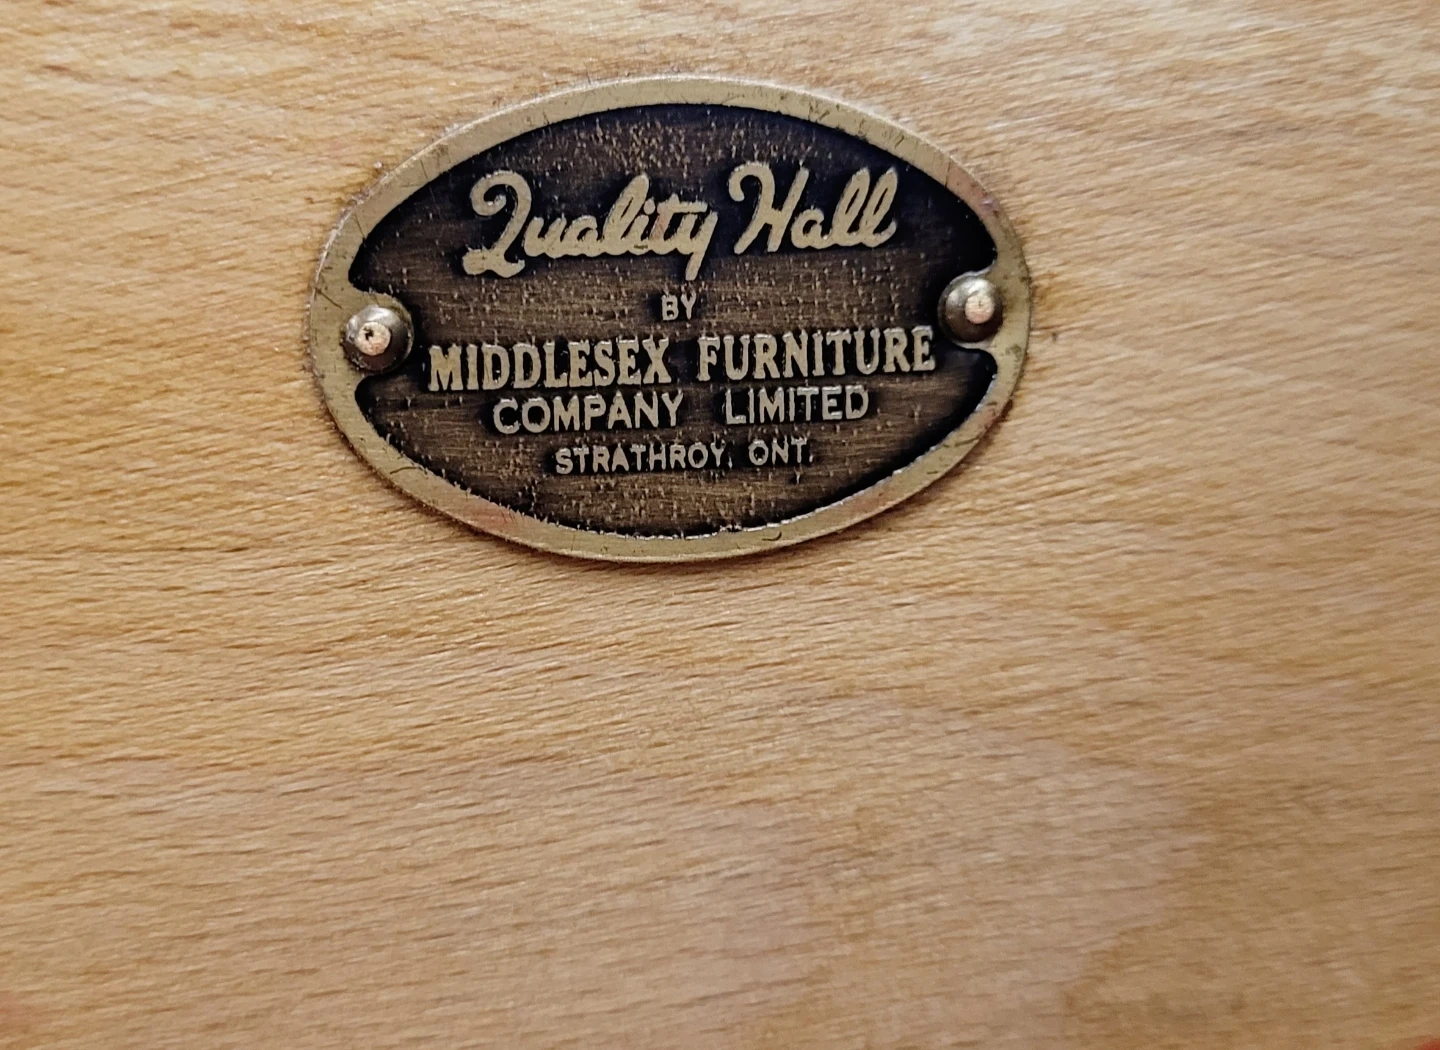 Quality Hall
BY
MIDDLESEX FURNITURE
COMPANY LIMITED
STRATHROY, ONT.